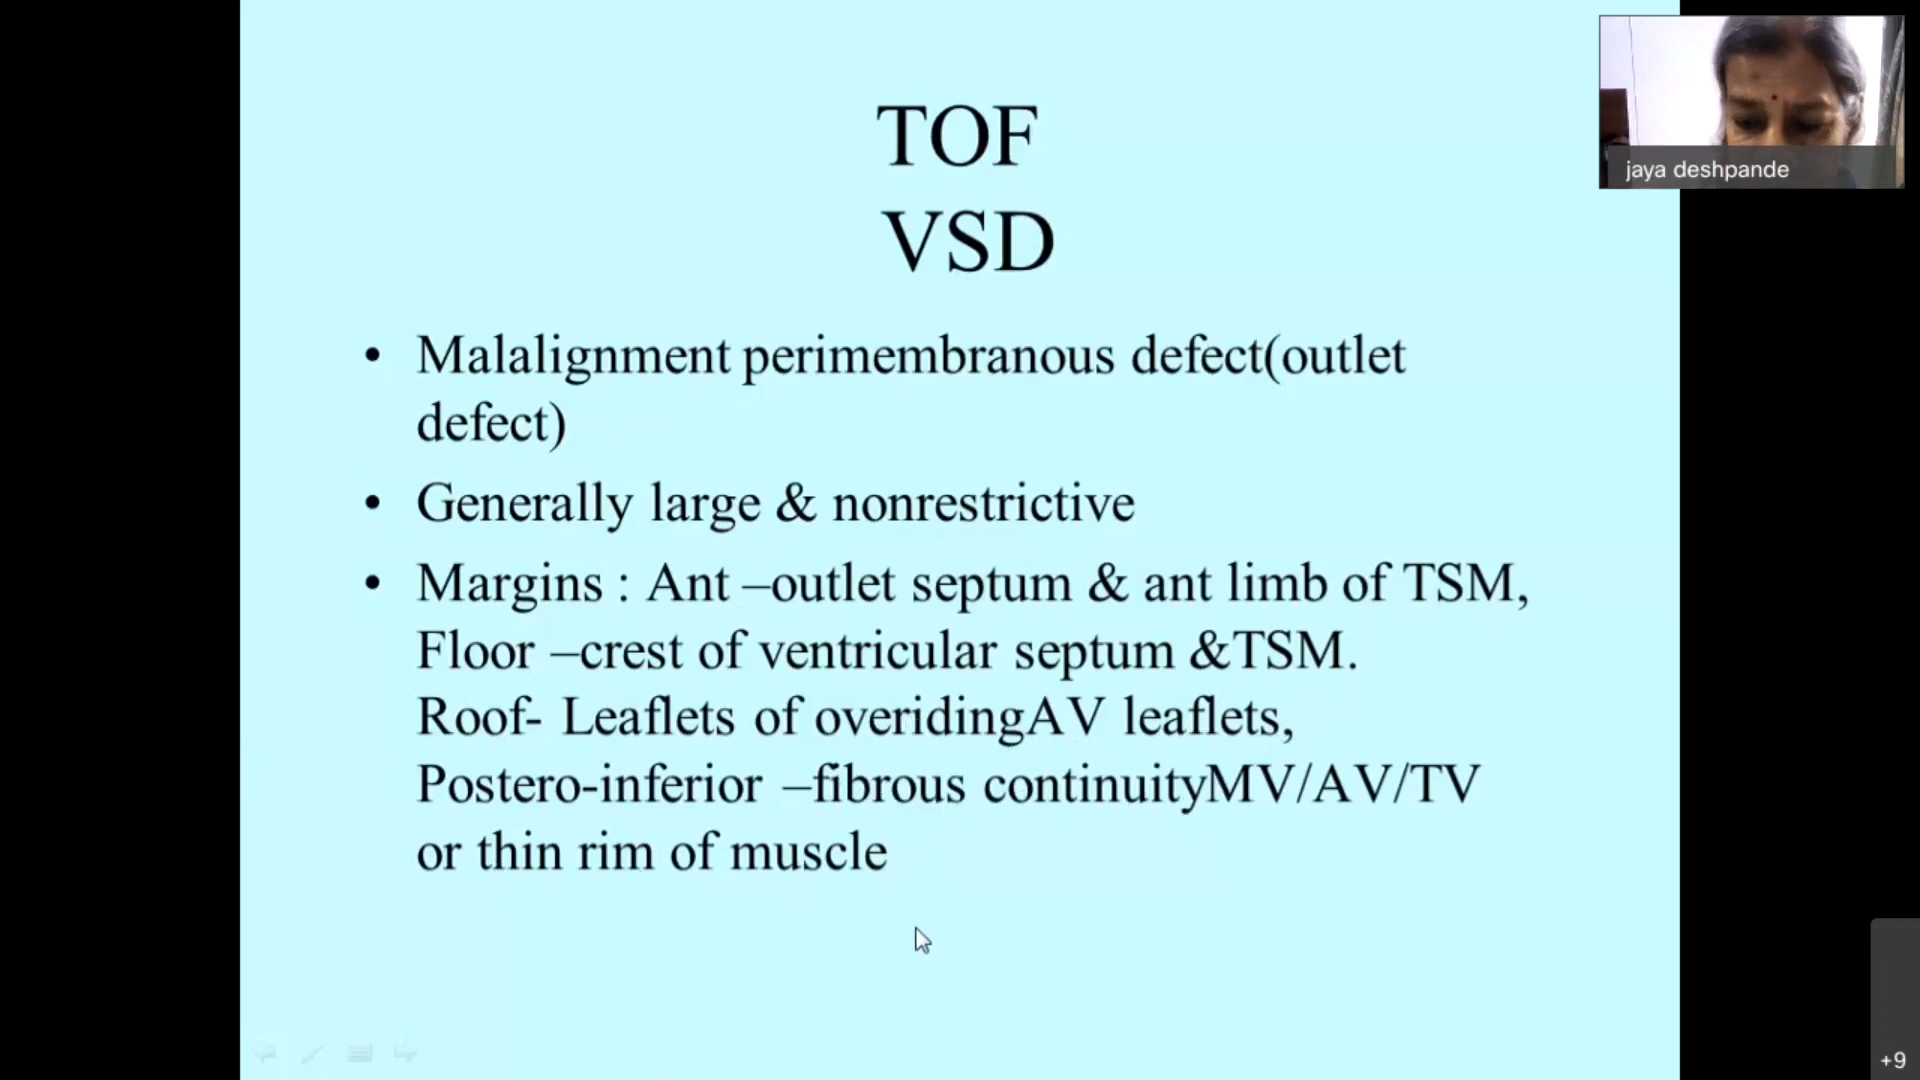 TOF
VSD
• Malalignment perimembranous defect(outlet
defect)
• Generally large & nonrestrictive
• Margins : Ant –outlet septum & ant limb of TSM,
Floor –crest of ventricular septum &TSM.
Roof- Leaflets of overidingAV leaflets,
Postero-inferior –fibrous continuityMV/AV/TV
or thin rim of muscle
jaya deshpande
+9